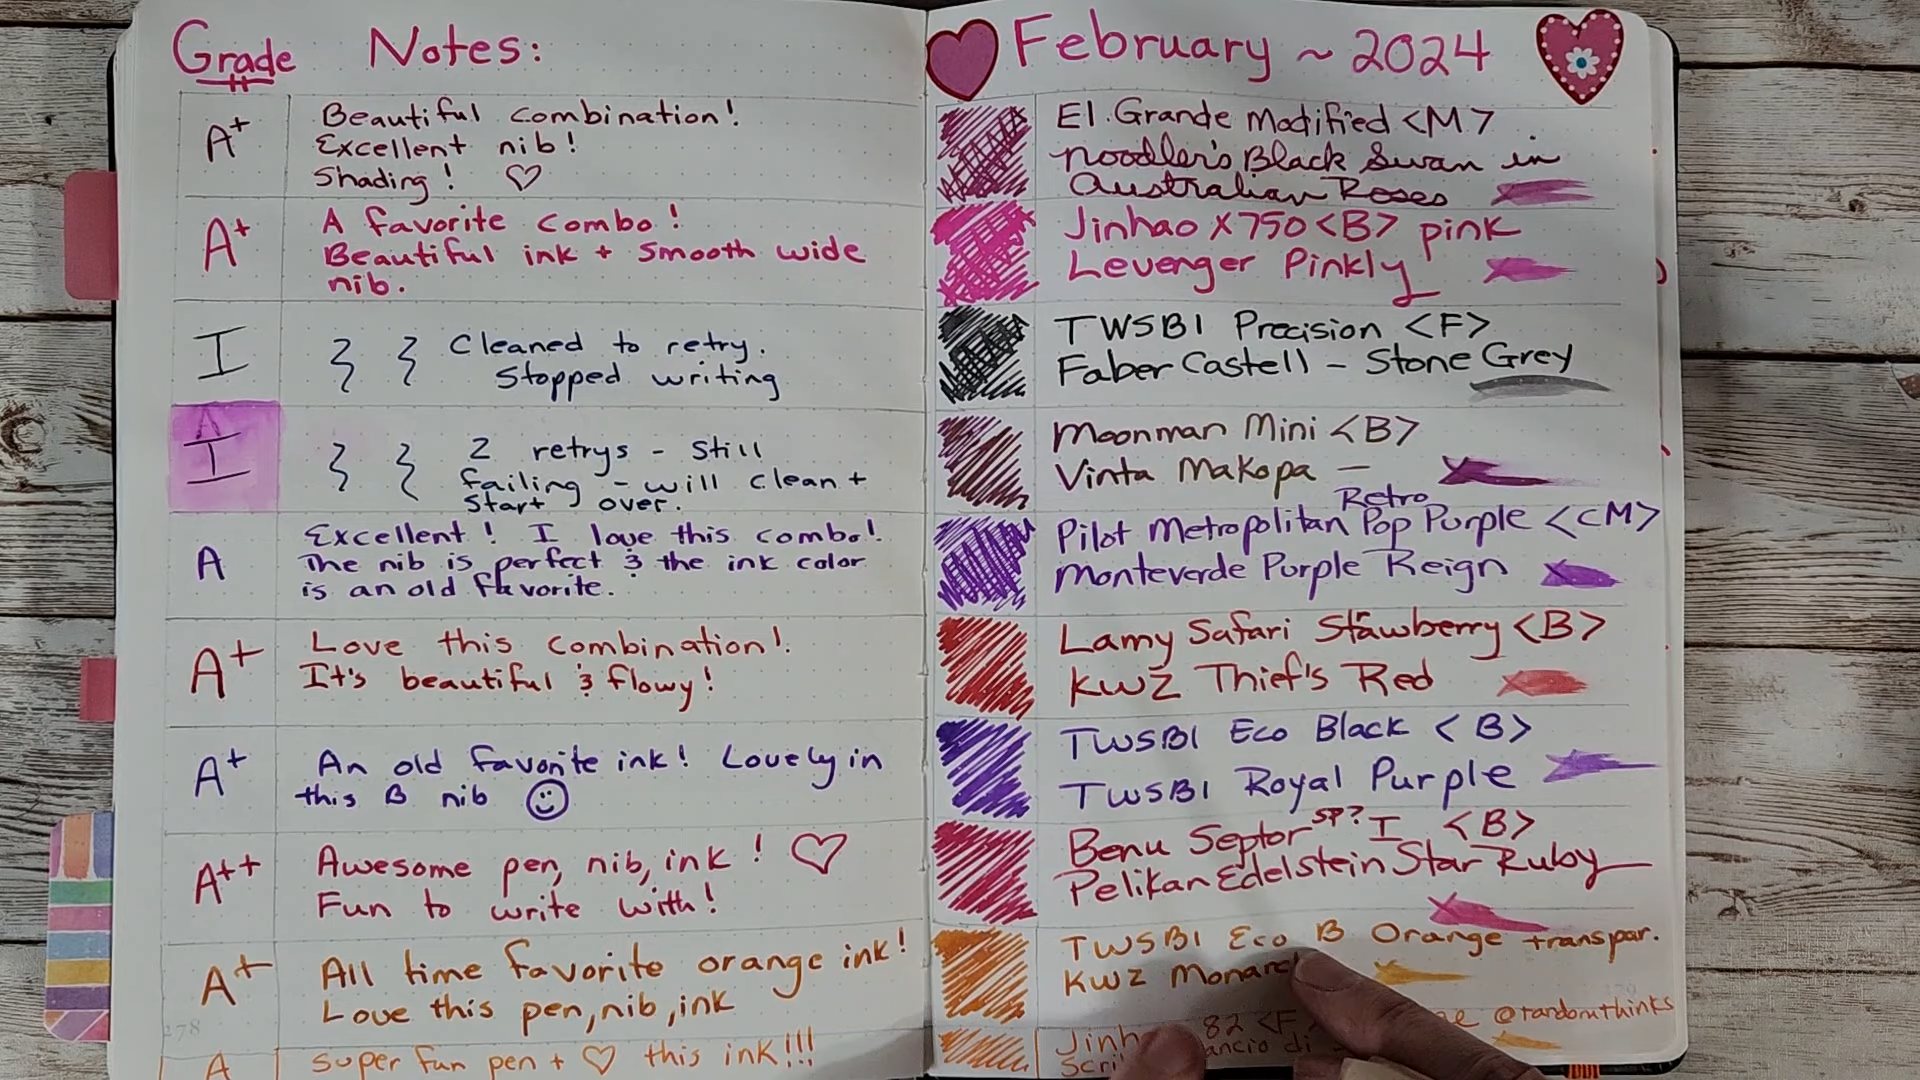 Grade Notes:
A+
Beautiful combination!
Excellent nib!
Shading! ♡
A+
A favorite combo!
Beautiful ink + smooth wide
nib.
I
Cleaned to retry.
Stopped writing
A
I
2 retrys - still
failing - will clean +
start over.
A
Excellent! I love this combo!
The nib is perfect & the ink color
is an old favorite.
A+
Love this combination!
It's beautiful & flowy!
A+
An old favorite ink! Lovely in
this B nib ☺
A++
Awesome pen, nib, ink! ♡
Fun to write with!
A+
All time favorite orange ink!
Love this pen, nib, ink
178
A
Super fun pen + ♡ this ink!!!
February ~ 2024
El Grande Modified <M>
Noodler's Black Swan in
Australian Roses
Jinhao X750 <B> pink
Levenger Pinkly
TWSBI Precision <F>
Faber Castell - Stone Grey
Moonman Mini <B>
Vinta Makopa —
Retro
Pilot Metropolitan Pop Purple <CM>
Monteverde Purple Reign
Lamy Safari Stawberry <B>
KWZ Thief's Red
TWSBI Eco Black <B>
TWSBI Royal Purple
Benu Septor SP? I <B>
Pelikan Edelstein Star Ruby
TWSBI Eco B Orange transpar.
KWZ
82 <F
@tandomthinks
di